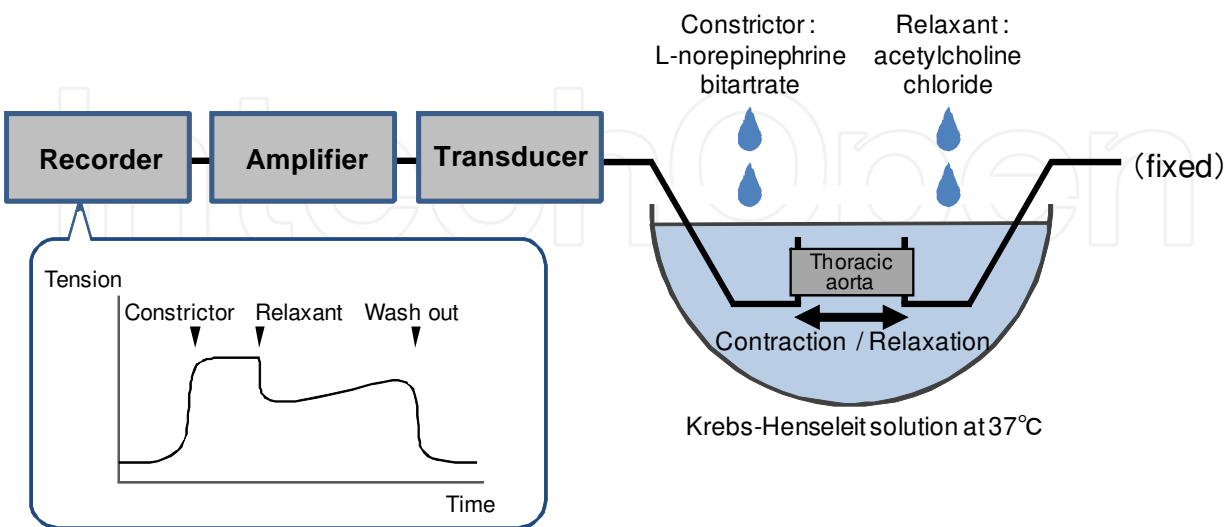 Constrictor :
L-norepinephrine
bitartrate
Relaxant :
acetylcholine
chloride
Recorder
Amplifier
Transducer
(fixed)
IntechOpen
Thoracic
aorta
Contraction / Relaxation
Krebs-Henseleit solution at 37℃
Tension
Constrictor
Relaxant
Wash out
Time